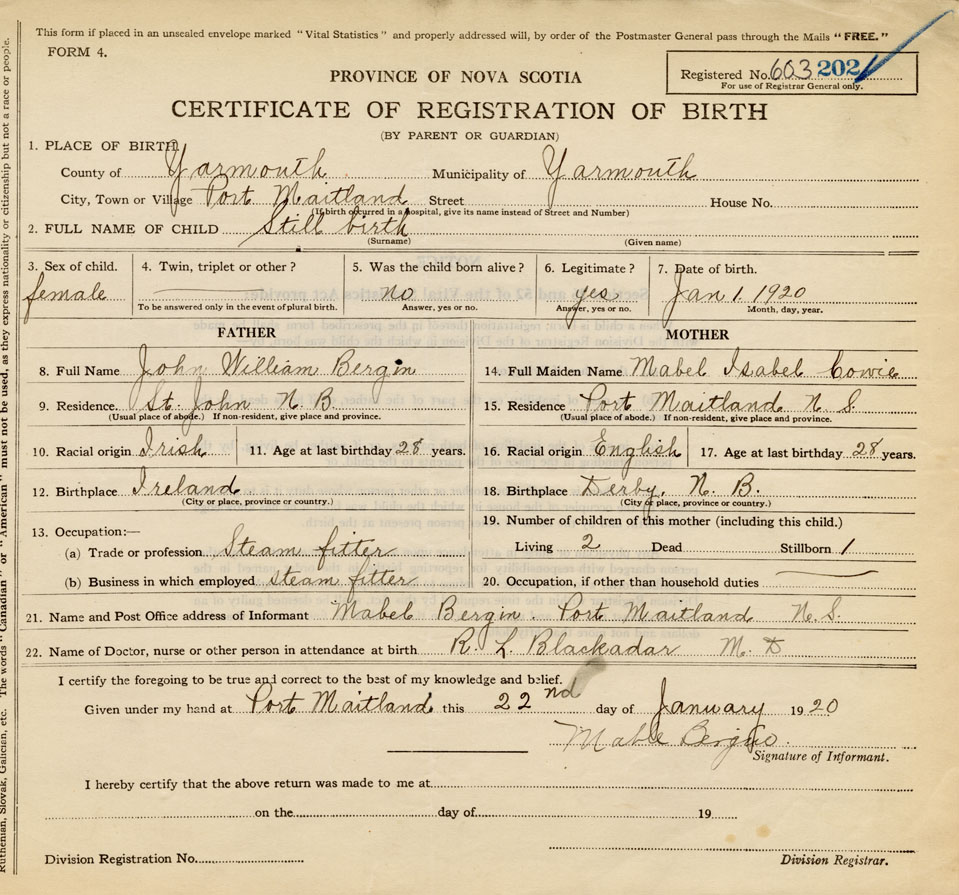 This form if placed in an unsealed envelope marked "Vital Statistics" and properly addressed will, by order of the Postmaster General pass through the Mails "FREE."
FORM 4.
Registered No. 603 202
For use of Registrar General only.
PROVINCE OF NOVA SCOTIA
CERTIFICATE OF REGISTRATION OF BIRTH
(BY PARENT OR GUARDIAN)
1. PLACE OF BIRTH
County of Yarmouth Municipality of Yarmouth
City, Town or Village Port Maitland Street House No.
(If birth occurred in a hospital, give its name instead of Street and Number)
2. FULL NAME OF CHILD Still birth
(Surname) (Given name)
3. Sex of child. 4. Twin, triplet or other? 5. Was the child born alive? 6. Legitimate? 7. Date of birth.
female no yes Jan 1. 1920
To be answered only in the event of plural birth. Answer, yes or no. Answer, yes or no. Month, day, year.
FATHER MOTHER
8. Full Name John William Bergin 14. Full Maiden Name Mabel Isabel Cowie
9. Residence. St. John N. B. 15. Residence Port Maitland N S.
(Usual place of abode.) If non-resident, give place and province. (Usual place of abode.) If non-resident, give place and province.
10. Racial origin Irish 11. Age at last birthday 28 years. 16. Racial origin English 17. Age at last birthday 28 years.
12. Birthplace Ireland 18. Birthplace Derby, N. B.
(City or place, province or country.) (City or place, province or country.)
13. Occupation:— 19. Number of children of this mother (including this child.)
(a) Trade or profession Steam fitter Living 2 Dead Stillborn 1
(b) Business in which employed steam fitter 20. Occupation, if other than household duties
21. Name and Post Office address of Informant Mabel Bergin. Port Maitland N.S.
22. Name of Doctor, nurse or other person in attendance at birth R. L. Blackadar M. D
I certify the foregoing to be true and correct to the best of my knowledge and belief.
Given under my hand at Port Maitland this 22nd day of January 1920
Mable Bergin
Signature of Informant.
I hereby certify that the above return was made to me at
on the day of 19
Division Registration No. Division Registrar.
Ruthenian, Slovak, Galician, etc. The words "Canadian" or "American" must not be used, as they express nationality or citizenship but not a race or people.